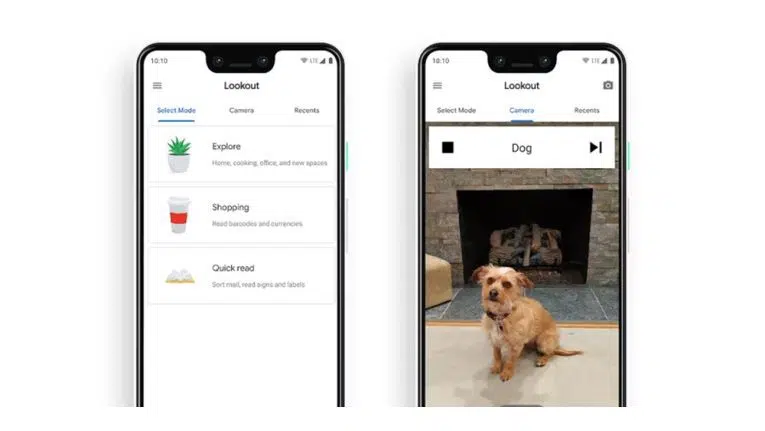 10:10
LTE
Lookout
Select Mode
Camera
Recents
Explore
Home, cooking, office, and new spaces
Shopping
Read barcodes and currencies
Quick read
Sort mail, read signs and labels
10:10
LTE
Lookout
Select Mode
Camera
Recents
Dog